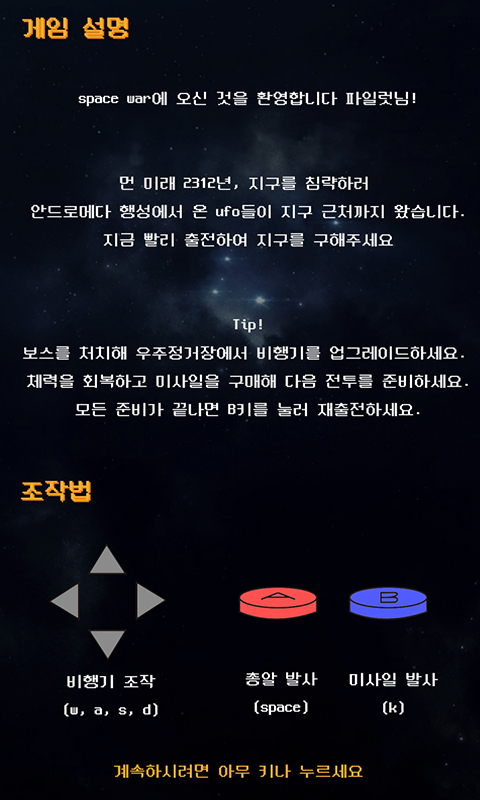 게임 설명
space war에 오신 것을 환영합니다 파일럿님!
먼 미래 2312년, 지구를 침략하러
안드로메다 행성에서 온 ufo들이 지구 근처까지 왔습니다.
지금 빨리 출전하여 지구를 구해주세요
Tip!
보스를 처치해 우주정거장에서 비행기를 업그레이드하세요.
체력을 회복하고 미사일을 구매해 다음 전투를 준비하세요.
모든 준비가 끝나면 B키를 눌러 재출전하세요.
조작법
A B
비행기 조작 총알 발사 미사일 발사
(w, a, s, d) (space) (k)
계속하시려면 아무 키나 누르세요